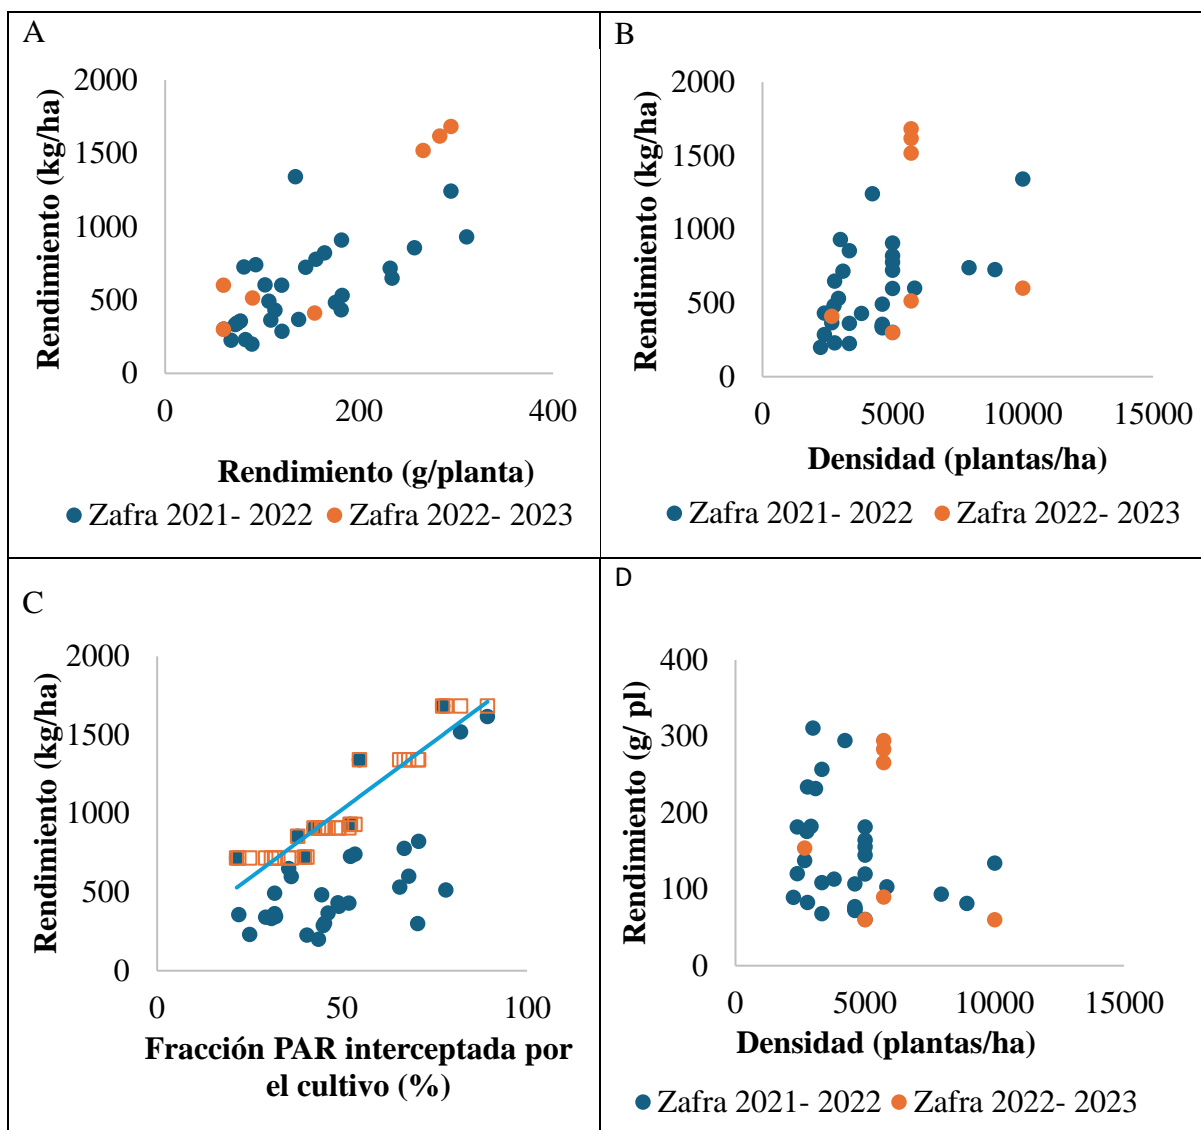 A
Rendimiento (kg/ha)
2000
1500
1000
500
0
0 200 400
Rendimiento (g/planta)
Zafra 2021- 2022 Zafra 2022- 2023
B
Rendimiento (kg/ha)
2000
1500
1000
500
0
0 5000 10000 15000
Densidad (plantas/ha)
Zafra 2021- 2022 Zafra 2022- 2023
C
Rendimiento (kg/ha)
2000
1500
1000
500
0
0 50 100
Fracción PAR interceptada por
el cultivo (%)
D
Rendimiento (g/ pl)
400
300
200
100
0
0 5000 10000 15000
Densidad (plantas/ha)
Zafra 2021- 2022 Zafra 2022- 2023